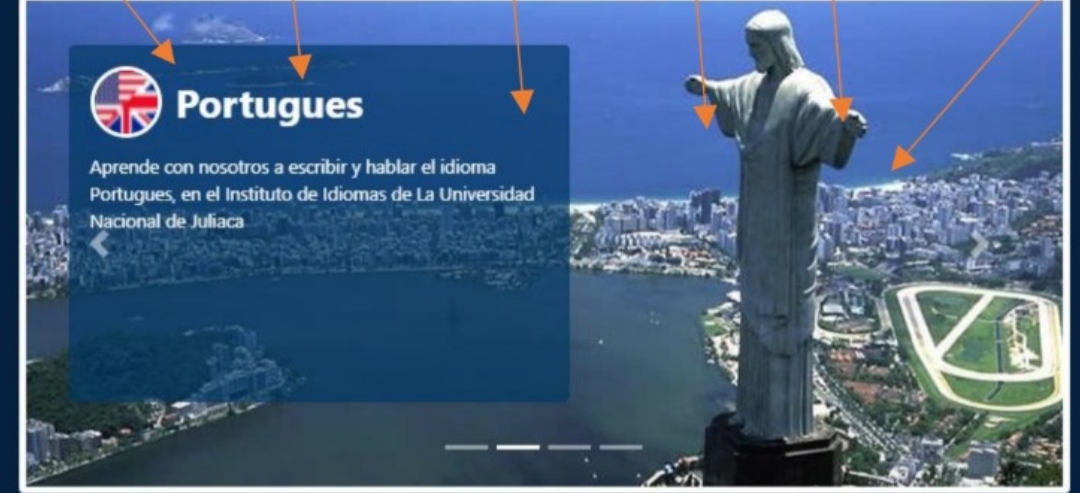 Portugues
Aprende con nosotros a escribir y hablar el idioma
Portugues, en el Instituto de Idiomas de La Universidad
Nacional de Juliaca